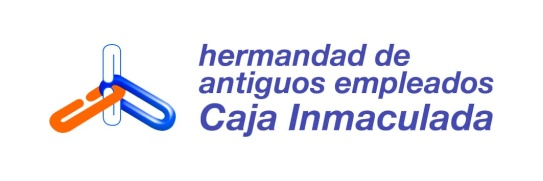 hermandad de
antiguos empleados
Caja Inmaculada